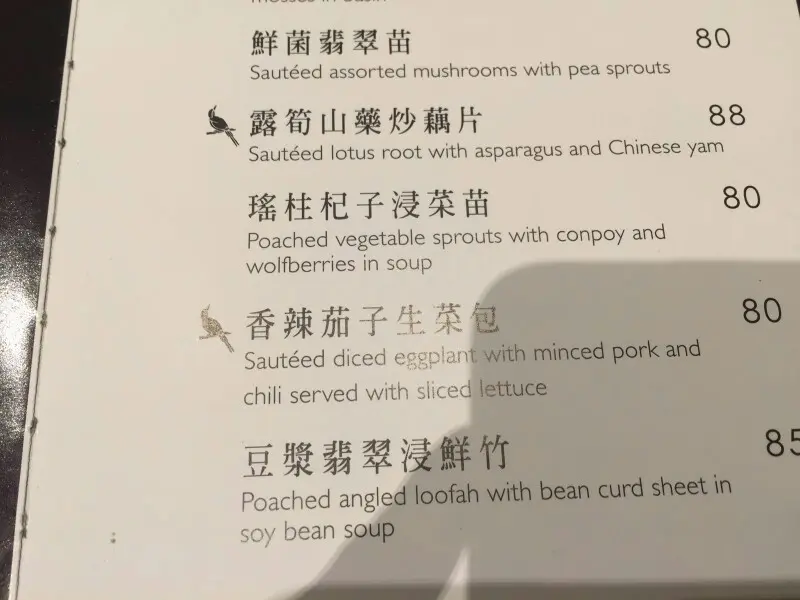 鮮菌翡翠苗 80
Sautéed assorted mushrooms with pea sprouts
露筍山藥炒藕片 88
Sautéed lotus root with asparagus and Chinese yam
瑤柱杞子浸菜苗 80
Poached vegetable sprouts with conpoy and
wolfberries in soup
香辣茄子生菜包 80
Sautéed diced eggplant with minced pork and
chili served with sliced lettuce
豆漿翡翠浸鮮竹 85
Poached angled loofah with bean curd sheet in
soy bean soup